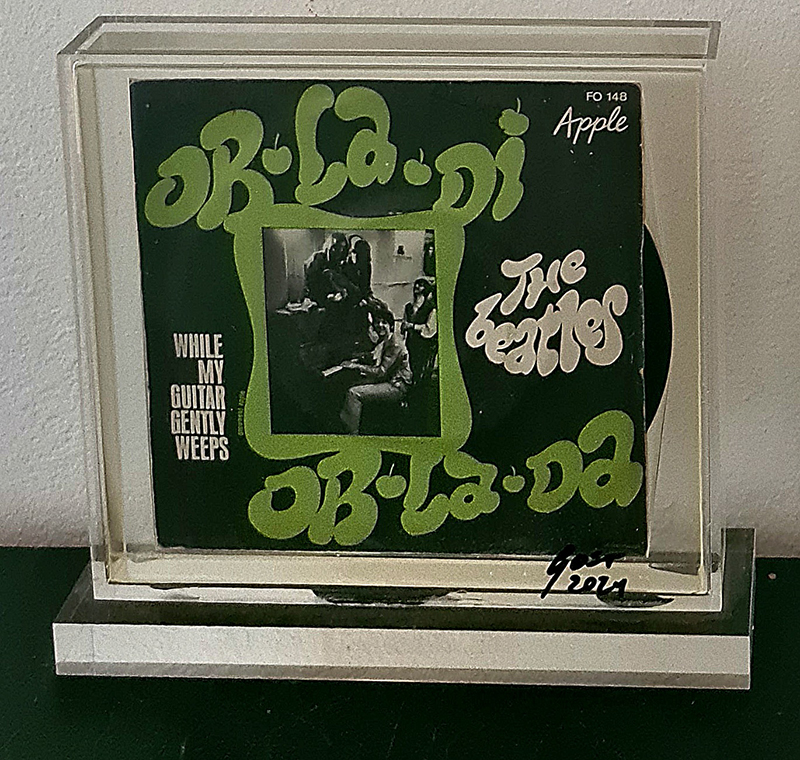 FO 148
Apple
OB-La-Di
The
beatles
WHILE
MY
GUITAR
GENTLY
WEEPS
OB-La-Da
2021